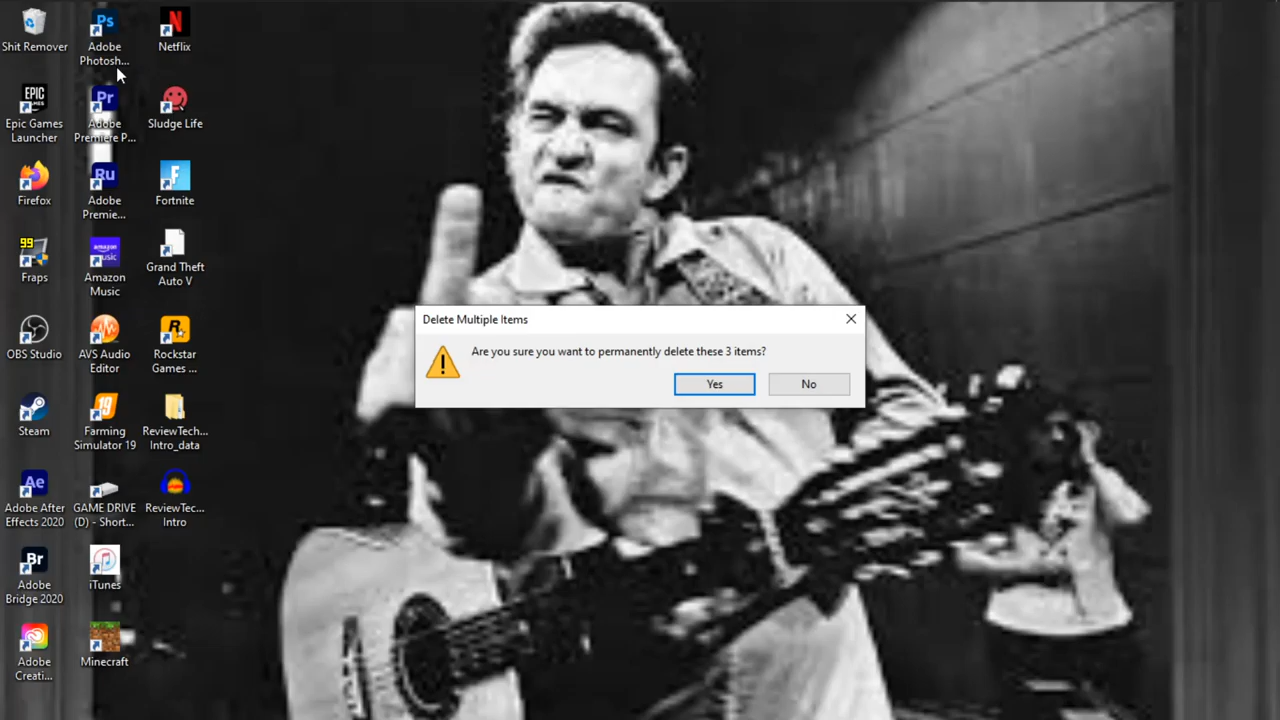 Shit Remover
Ps
Adobe
Photosh...
N
Netflix
EPIC
GAMES
Epic Games
Launcher
Pr
Adobe
Premiere P...
Sludge Life
Firefox
Ru
Adobe
Premie...
F
Fortnite
99
Fraps
amazon
music
Amazon
Music
Grand Theft
Auto V
OBS Studio
AVS Audio
Editor
R
Rockstar
Games ...
Steam
19
Farming
Simulator 19
ReviewTech...
Intro_data
Ae
Adobe After
Effects 2020
GAME DRIVE
(D) - Short...
ReviewTec...
Intro
Br
Adobe
Bridge 2020
iTunes
Adobe
Creati...
Minecraft
Delete Multiple Items
Are you sure you want to permanently delete these 3 items?
Yes
No